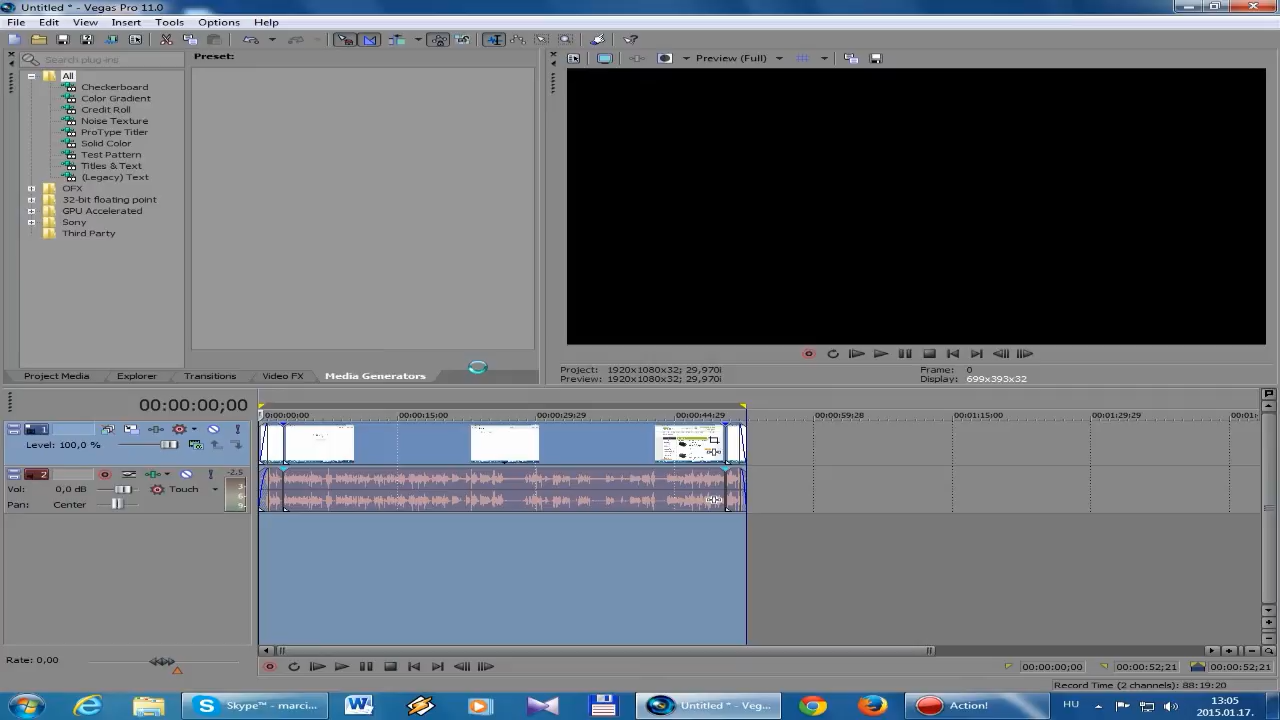 Untitled * - Vegas Pro 11.0
File Edit View Insert Tools Options Help
Search plug-ins
Preset:
Preview (Full)
All
Checkerboard
Color Gradient
Credit Roll
Noise Texture
ProType Titler
Solid Color
Test Pattern
Titles & Text
(Legacy) Text
OFX
32-bit floating point
GPU Accelerated
Sony
Third Party
Project Media Explorer Transitions Video FX Media Generators
Project: 1920x1080x32; 29,970i
Preview: 1920x1080x32; 29,970i
Frame: 0
Display: 699x393x32
00:00:00;00
0:00:00:00 00:00:15:00 00:00:29:29 00:00:44:29 00:00:59:28 00:01:15:00 00:01:29:29 00:01:
1
Level: 100,0 %
2
-2,5
Vol: 0,0 dB Touch
3-
6-
9-
Pan: Center
Rate: 0,00
00:00:00;00 00:00:52;21 00:00:52;21
Record Time (2 channels): 88:19:20
Skype™ - marci...
Untitled * - Veg...
Action!
HU
13:05
2015.01.17.